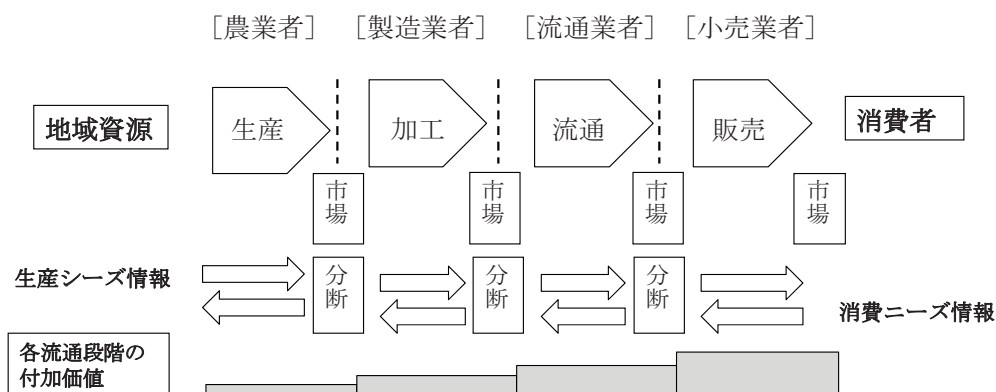 ［農業者］ ［製造業者］ ［流通業者］ ［小売業者］
地域資源
生産
加工
流通
販売
消費者
市場
市場
市場
市場
生産シーズ情報
分断
分断
分断
消費ニーズ情報
各流通段階の
付加価値